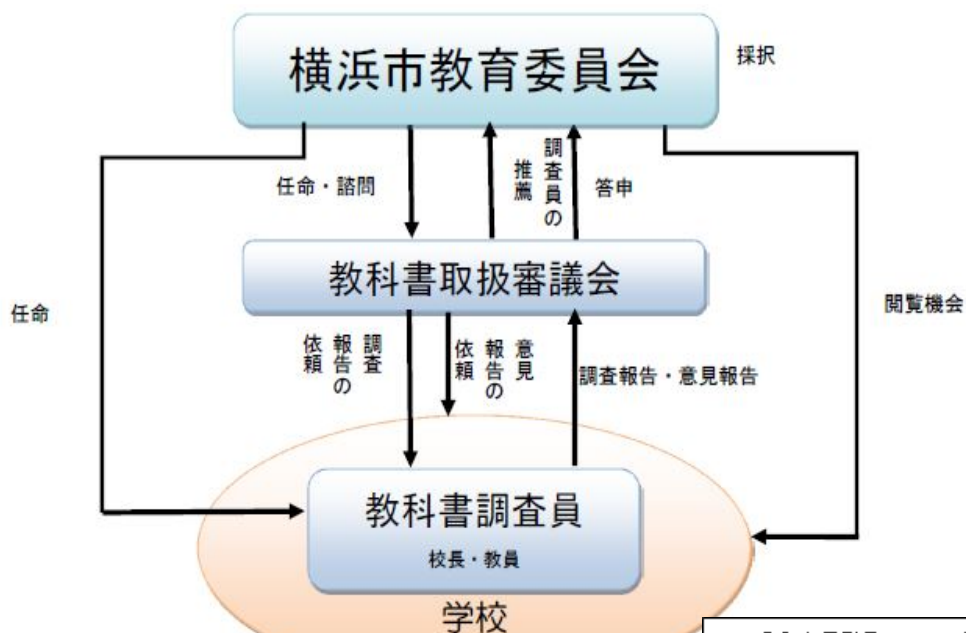 横浜市教育委員会
採択
任命・諮問
調査員の
推薦
答申
教科書取扱審議会
任命
閲覧機会
調査
報告の
依頼
意見
報告の
依頼
調査報告・意見報告
教科書調査員
校長・教員
学校